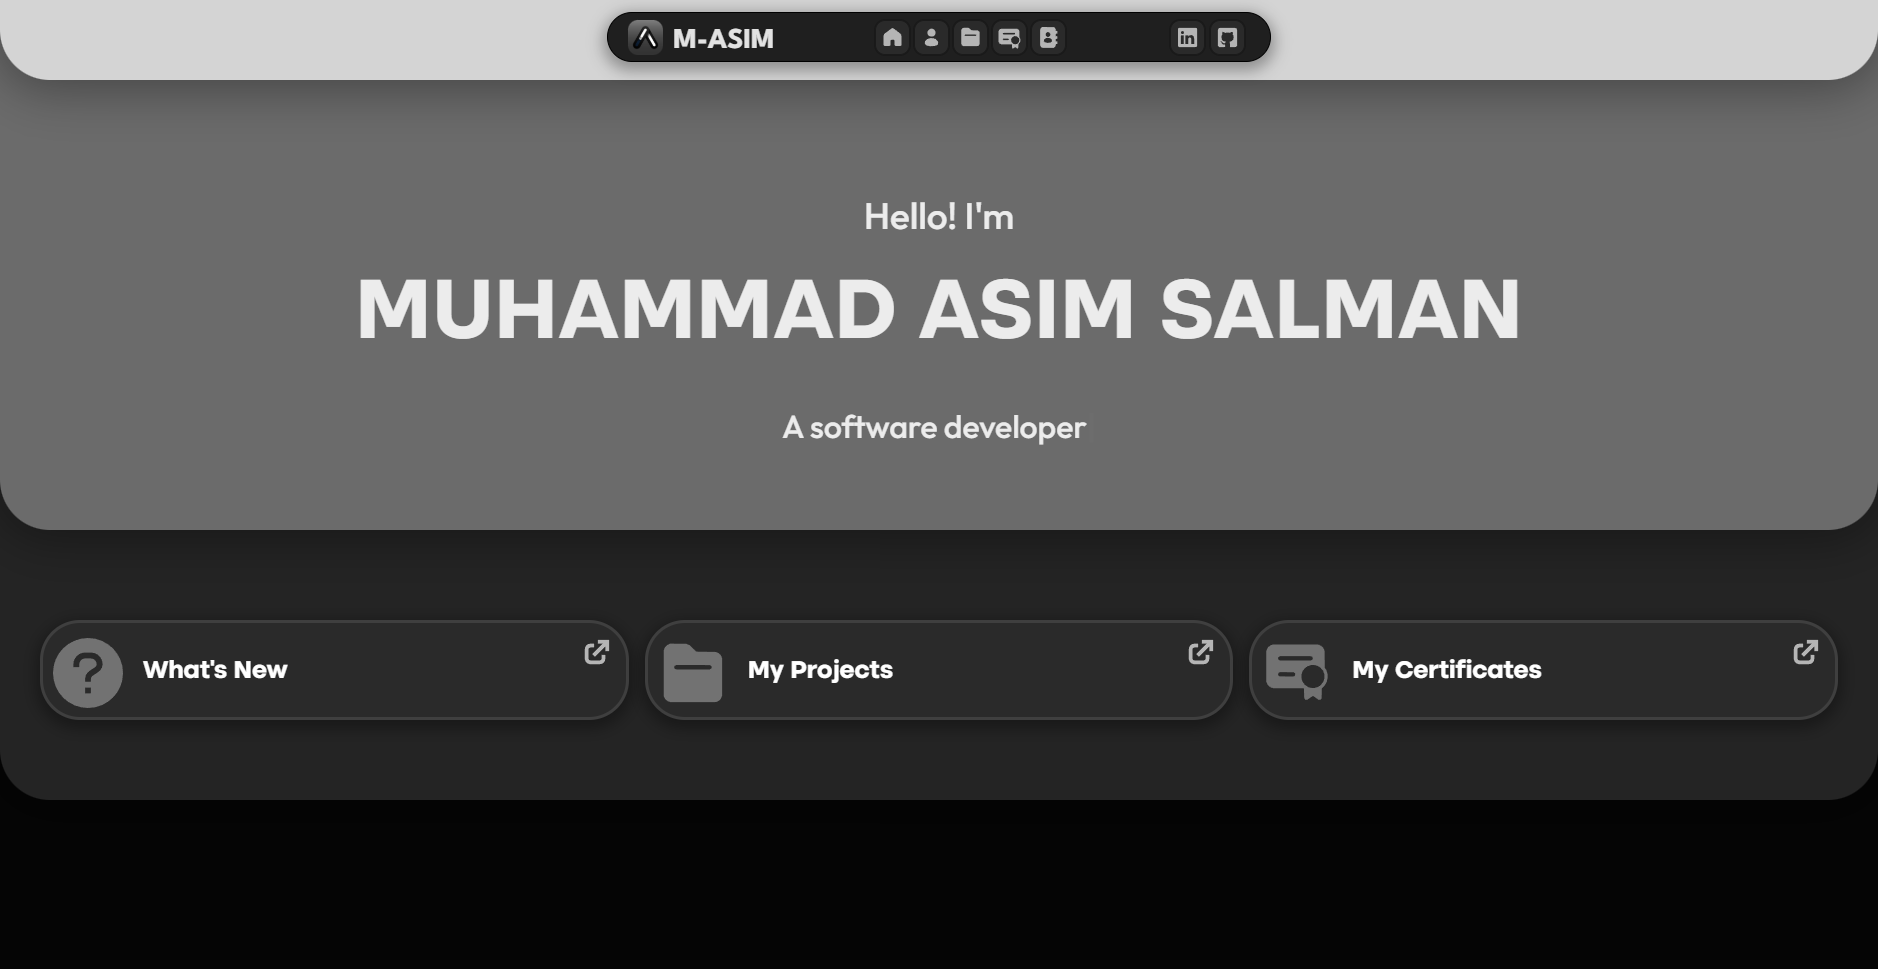 M-ASIM
Hello! I'm
MUHAMMAD ASIM SALMAN
A software developer
What's New
My Projects
My Certificates